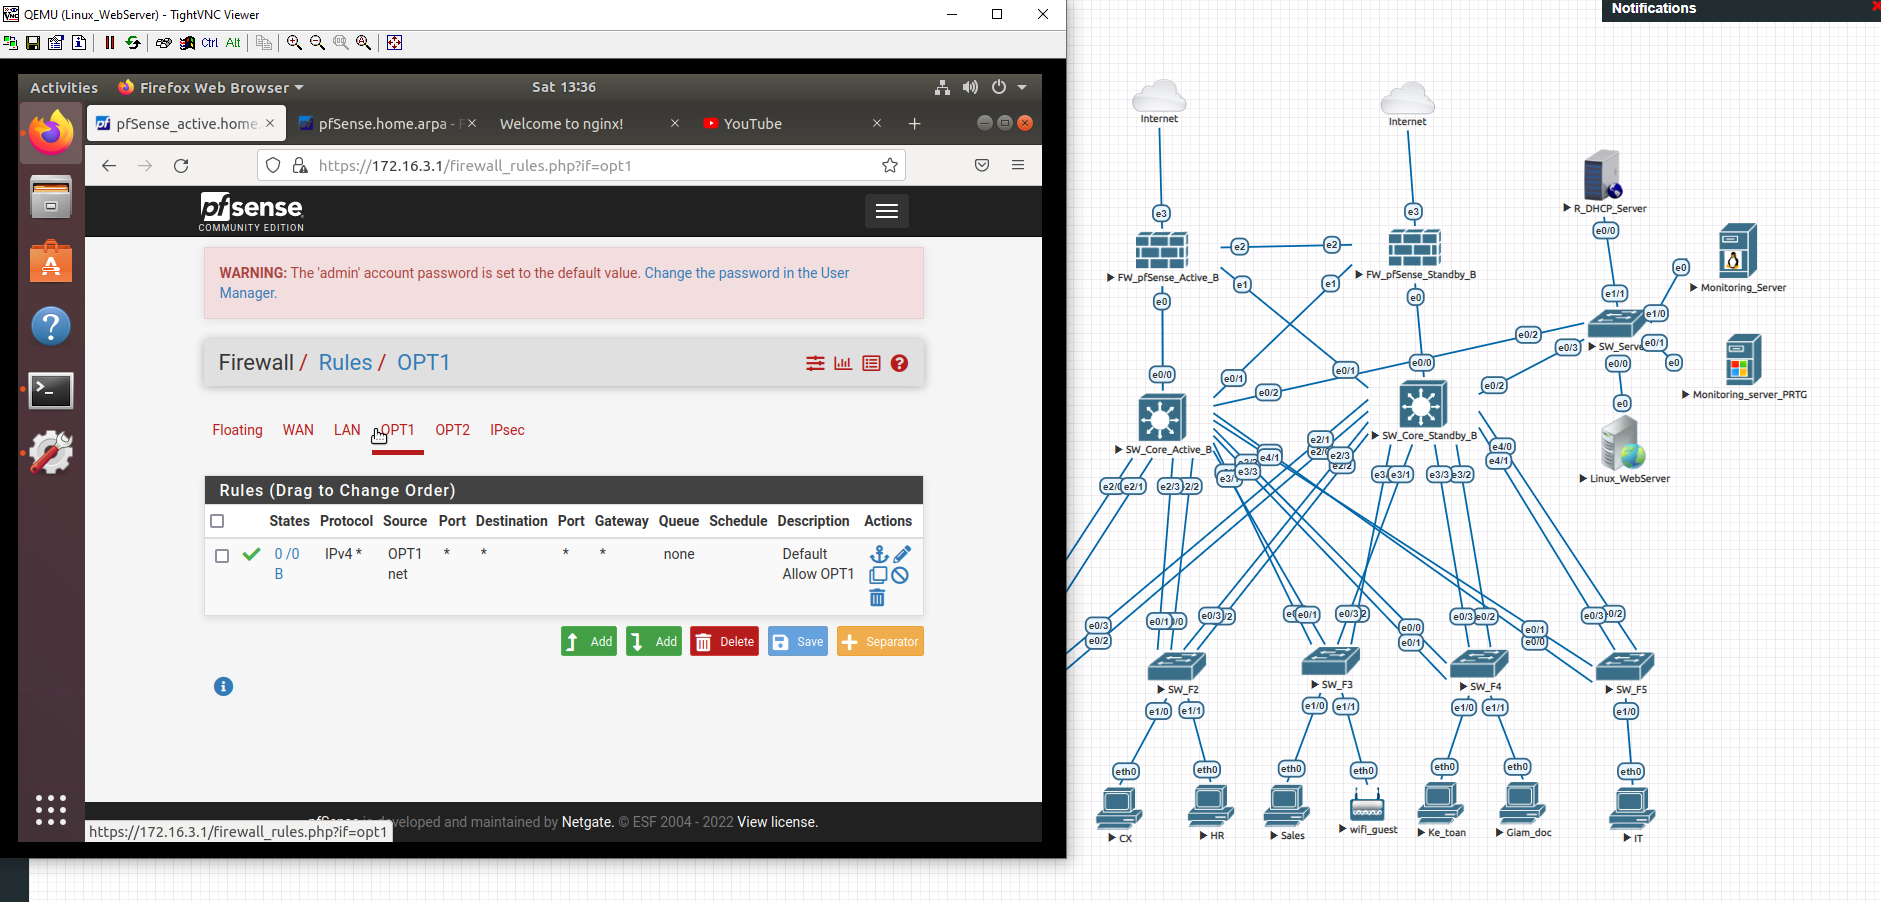 QEMU (Linux_WebServer) - TightVNC Viewer
Ctrl Alt
Activities Firefox Web Browser Sat 13:36
pfSense_active.home. pfSense.home.arpa - F Welcome to nginx! YouTube
https://172.16.3.1/firewall_rules.php?if=opt1
pfsense
COMMUNITY EDITION
WARNING: The 'admin' account password is set to the default value. Change the password in the User
Manager.
Firewall / Rules / OPT1
Floating WAN LAN OPT1 OPT2 IPsec
Rules (Drag to Change Order)
States Protocol Source Port Destination Port Gateway Queue Schedule Description Actions
0 /0 IPv4 * OPT1 * * * * none Default
B net Allow OPT1
Add Add Delete Save Separator
pfSense is developed and maintained by Netgate. © ESF 2004 - 2022 View license.
https://172.16.3.1/firewall_rules.php?if=opt1
Notifications
Internet
Internet
R_DHCP_Server
e3 e3
e0/0
e2 e2
e0
FW_pfSense_Active_B
FW_pfSense_Standby_B
e1 e1
Monitoring_Server
e0 e0
e1/1
e1/0
e0/2
SW_Serve
e0/3
e0/1
e0/0
e0
e0/0 e0/1 e0/1 e0/0
e0/2 e0/2
Monitoring_server_PRTG
e0
SW_Core_Active_B
SW_Core_Standby_B
e2/1 e4/0
e4/1 e2/3 e4/1
e3/3 e2/2
e3/1 e3/3 e3/2
Linux_WebServer
e2/1 e2/3 2/2
e0/3 e0/1 e0/3 e0/1 e0/3 e0/3 e0/2 e0/3
e0/2 e0/0 e0/1
e0/1 e0/0
SW_F2 SW_F3 SW_F4 SW_F5
e1/0 e1/1 e1/0 e1/1 e1/0 e1/1 e1/0
eth0 eth0 eth0 eth0 eth0 eth0 eth0
CX HR Sales wifi_guest Ke_toan Giam_doc IT